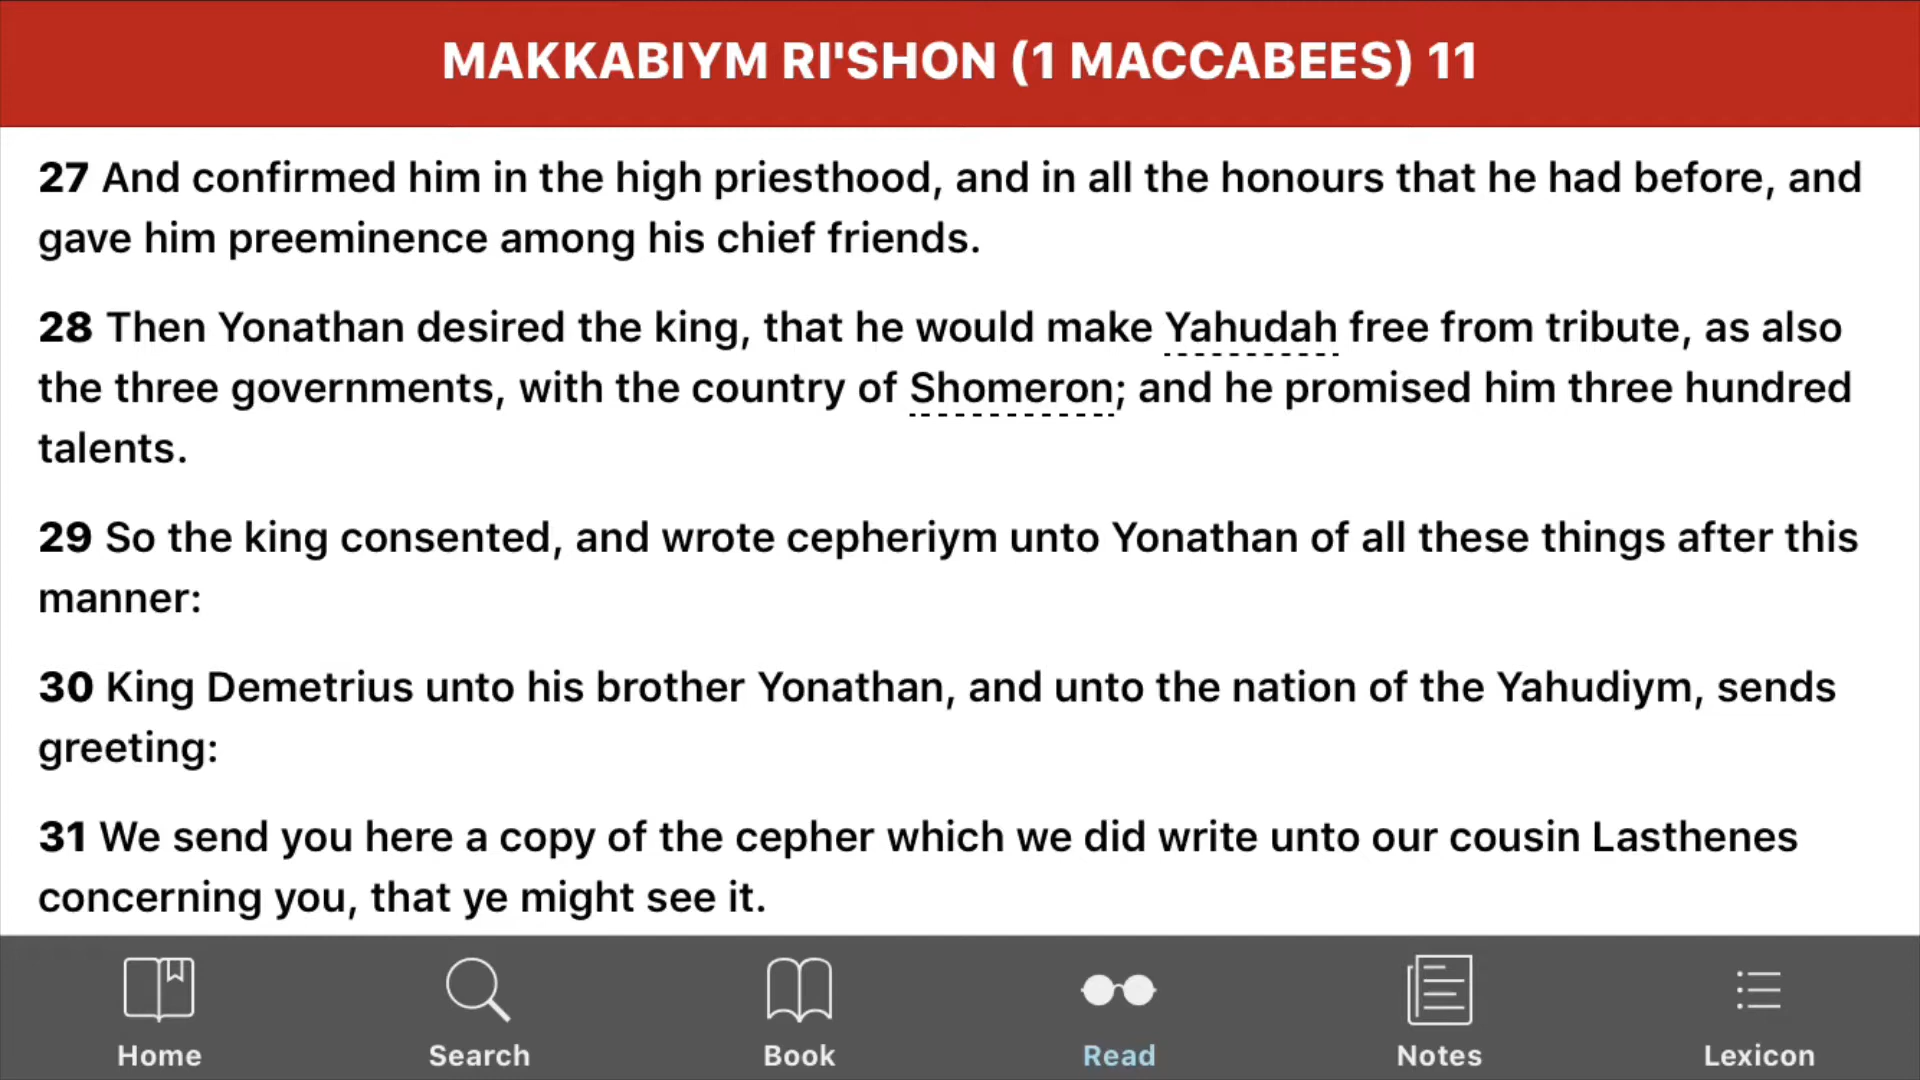 MAKKABIYM RI'SHON (1 MACCABEES) 11
27 And confirmed him in the high priesthood, and in all the honours that he had before, and
gave him preeminence among his chief friends.
28 Then Yonathan desired the king, that he would make Yahudah free from tribute, as also
the three governments, with the country of Shomeron; and he promised him three hundred
talents.
29 So the king consented, and wrote cepheriym unto Yonathan of all these things after this
manner:
30 King Demetrius unto his brother Yonathan, and unto the nation of the Yahudiym, sends
greeting:
31 We send you here a copy of the cepher which we did write unto our cousin Lasthenes
concerning you, that ye might see it.
Home Search Book Read Notes Lexicon